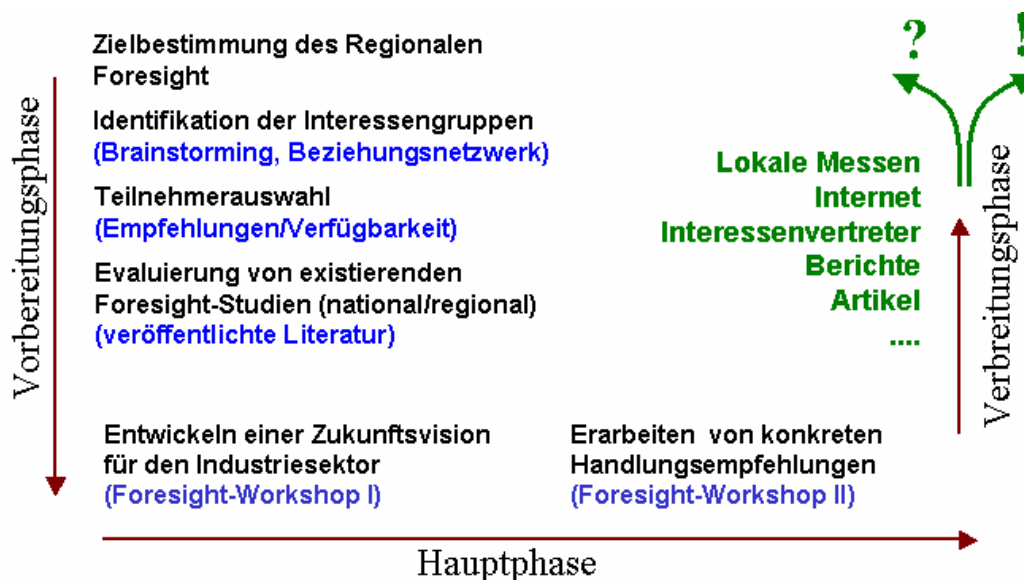 Vorbereitungsphase
Zielbestimmung des Regionalen
Foresight
Identifikation der Interessengruppen
(Brainstorming, Beziehungsnetzwerk)
Teilnehmerauswahl
(Empfehlungen/Verfügbarkeit)
Evaluierung von existierenden
Foresight-Studien (national/regional)
(veröffentlichte Literatur)
Entwickeln einer Zukunftsvision
für den Industriesektor
(Foresight-Workshop I)
Erarbeiten von konkreten
Handlungsempfehlungen
(Foresight-Workshop II)
Hauptphase
Verbreitungsphase
Lokale Messen
Internet
Interessenvertreter
Berichte
Artikel
....
? !